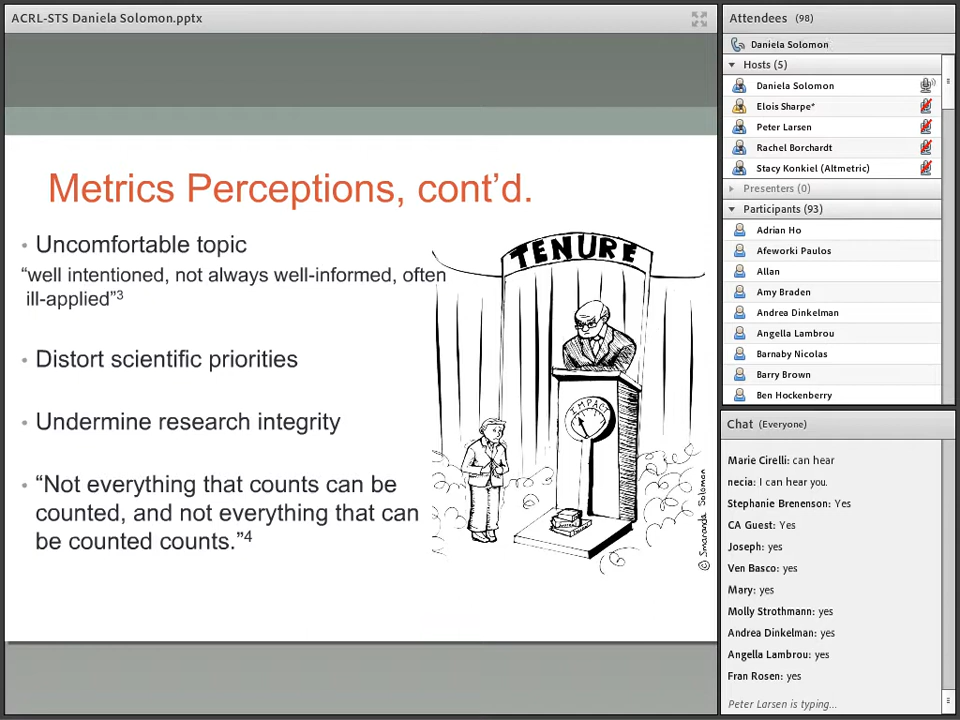 ACRL-STS Daniela Solomon.pptx
Metrics Perceptions, cont’d.
• Uncomfortable topic
“well intentioned, not always well-informed, often
ill-applied”3
• Distort scientific priorities
• Undermine research integrity
• “Not everything that counts can be
counted, and not everything that can
be counted counts.”4
TENURE
IMPACT
© Smaranda Solomon
Attendees (98)
Daniela Solomon
Hosts (5)
Daniela Solomon
Elois Sharpe*
Peter Larsen
Rachel Borchardt
Stacy Konkiel (Altmetric)
Presenters (0)
Participants (93)
Adrian Ho
Afeworki Paulos
Allan
Amy Braden
Andrea Dinkelman
Angella Lambrou
Barnaby Nicolas
Barry Brown
Ben Hockenberry
Chat (Everyone)
Marie Cirelli: can hear
necia: I can hear you.
Stephanie Brenenson: Yes
CA Guest: Yes
Joseph: yes
Ven Basco: yes
Mary: yes
Molly Strothmann: yes
Andrea Dinkelman: yes
Angella Lambrou: yes
Fran Rosen: yes
Peter Larsen is typing...